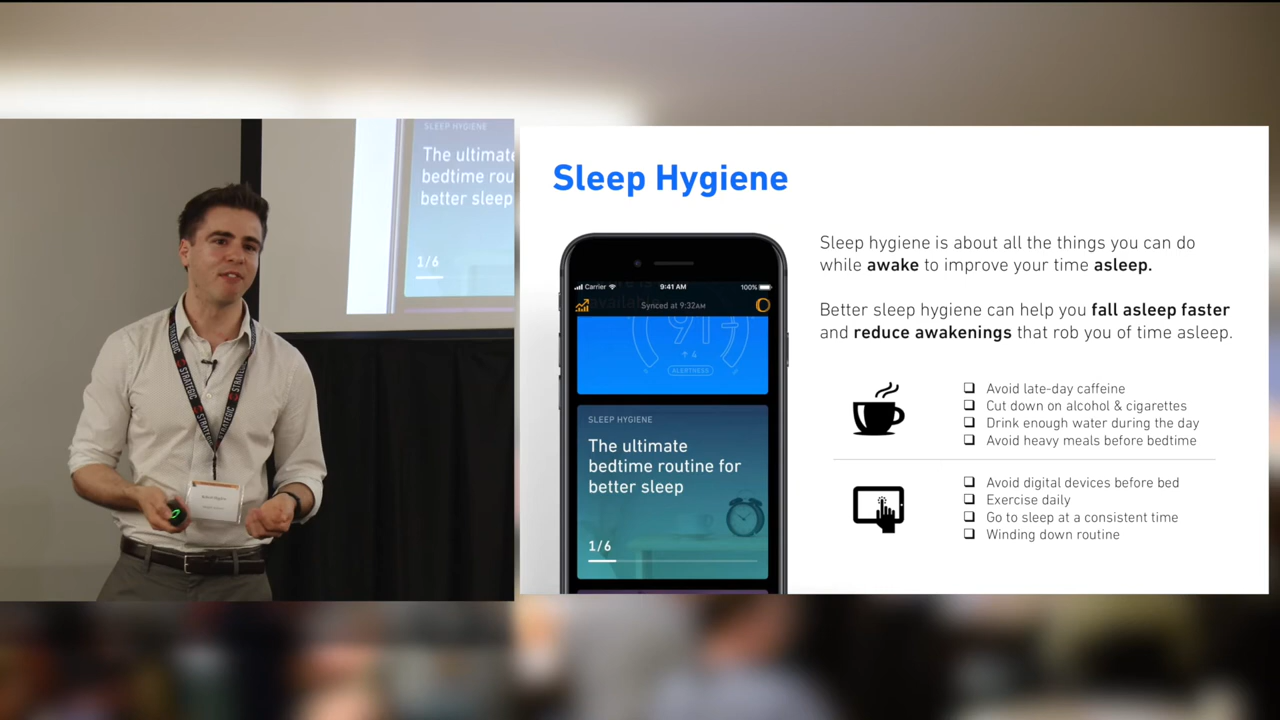 SLEEP HYGIENE
The ultimate
bedtime rou
better sleep
1/6
STRATEGIC
STRATEGIC
STRATEGIC
STRATEGIC
Sleep Hygiene
Sleep hygiene is about all the things you can do
while awake to improve your time asleep.
Better sleep hygiene can help you fall asleep faster
and reduce awakenings that rob you of time asleep.
Carrier 9:41 AM 100%
Synced at 9:32AM
91
4
ALERTNESS
SLEEP HYGIENE
The ultimate
bedtime routine for
better sleep
1/6
❑ Avoid late-day caffeine
❑ Cut down on alcohol & cigarettes
❑ Drink enough water during the day
❑ Avoid heavy meals before bedtime
❑ Avoid digital devices before bed
❑ Exercise daily
❑ Go to sleep at a consistent time
❑ Winding down routine